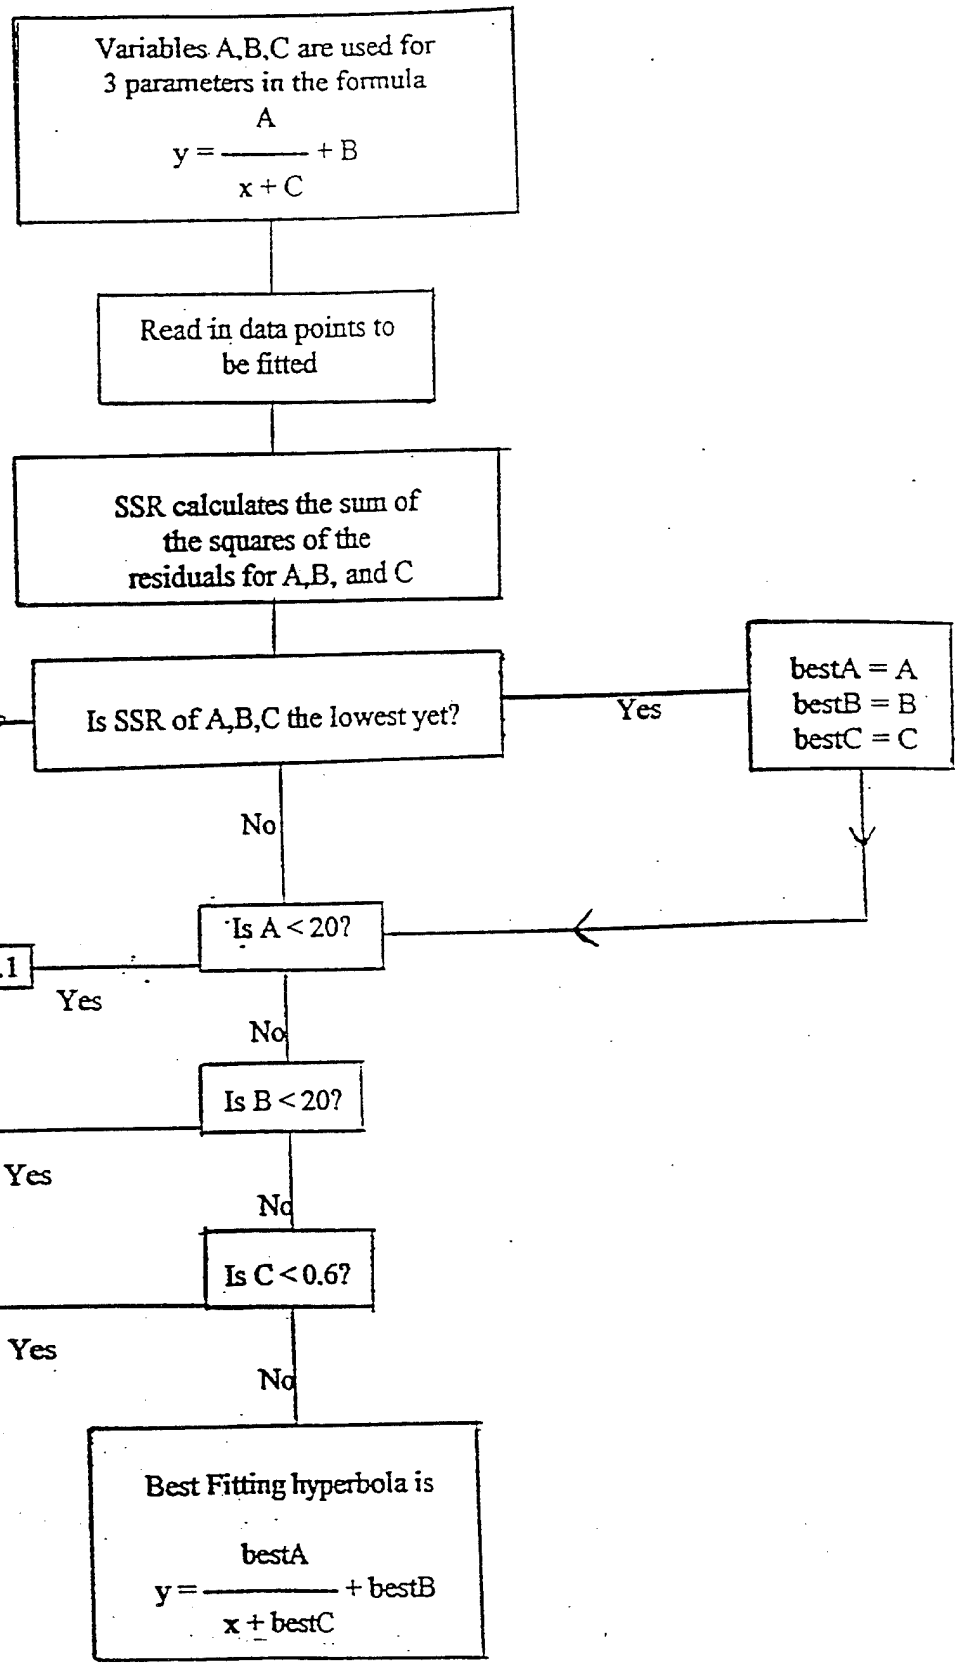 Variables A,B,C are used for
3 parameters in the formula
A
y = ——— + B
x + C
Read in data points to
be fitted
SSR calculates the sum of
the squares of the
residuals for A,B, and C
Is SSR of A,B,C the lowest yet?
Yes
bestA = A
bestB = B
bestC = C
No
Is A < 20?
.1
Yes
No
Is B < 20?
Yes
No
Is C < 0.6?
Yes
No
Best Fitting hyperbola is
bestA
y = ——— + bestB
x + bestC